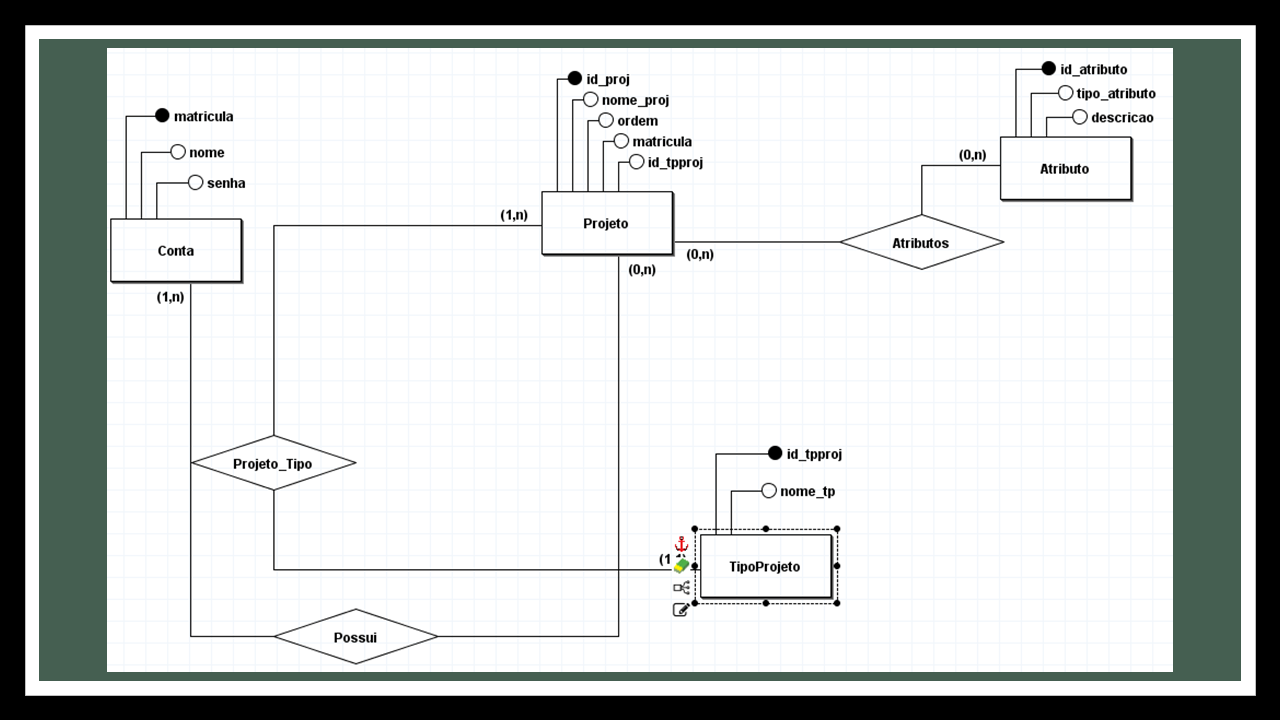 id_atributo
tipo_atributo
descricao
Atributo
(0,n)
id_proj
nome_proj
ordem
matricula
id_tpproj
Projeto
(1,n)
(0,n)
(0,n)
Atributos
matricula
nome
senha
Conta
(1,n)
Projeto_Tipo
id_tpproj
nome_tp
(1
TipoProjeto
Possui